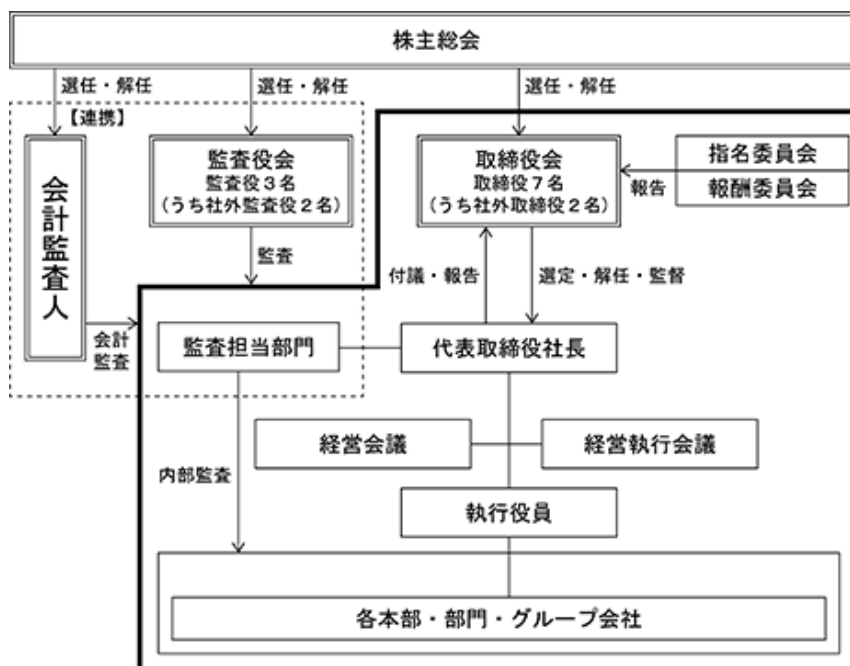 株主総会
選任・解任
選任・解任
選任・解任
【連携】
会計監査人
監査役会
監査役３名
(うち社外監査役２名)
取締役会
取締役７名
(うち社外取締役２名)
指名委員会
報酬委員会
報告
監査
付議・報告
選定・解任・監督
会計
監査
監査担当部門
代表取締役社長
経営会議
経営執行会議
内部監査
執行役員
各本部・部門・グループ会社